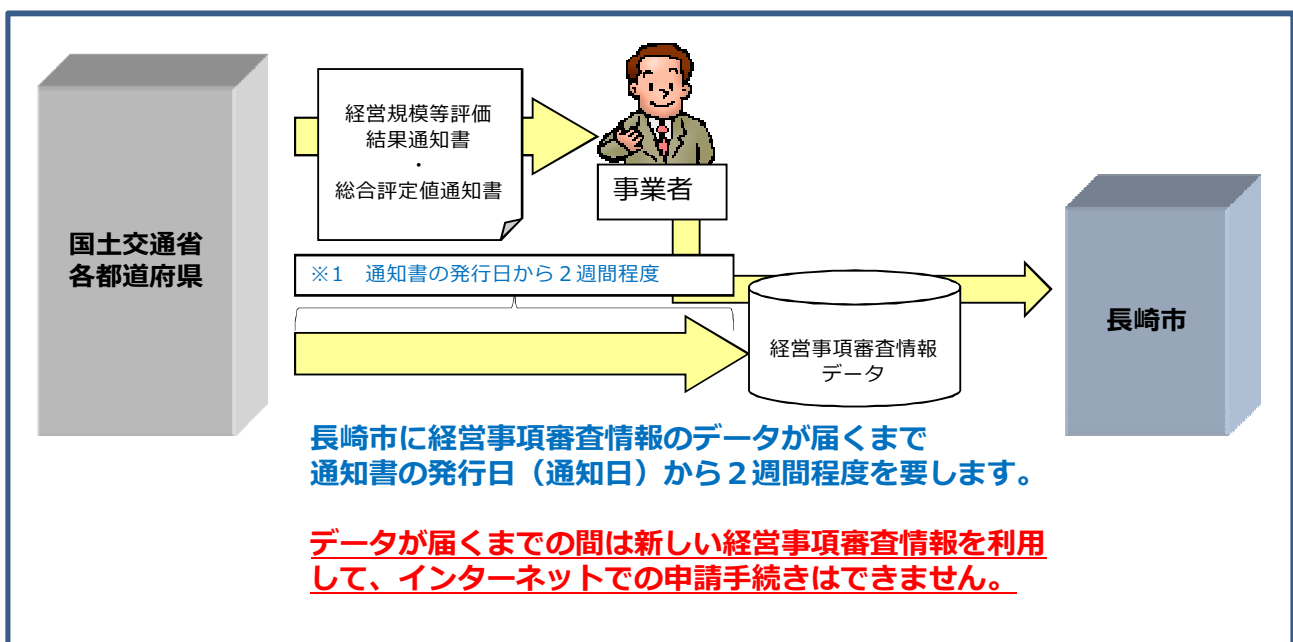 国土交通省
各都道府県
経営規模等評価
結果通知書
・
総合評定値通知書
事業者
※1　通知書の発行日から２週間程度
経営事項審査情報
データ
長崎市
長崎市に経営事項審査情報のデータが届くまで
通知書の発行日（通知日）から２週間程度を要します。
データが届くまでの間は新しい経営事項審査情報を利用
して、インターネットでの申請手続きはできません。